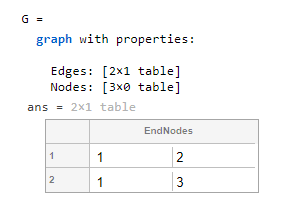 G =
graph with properties:
Edges: [2×1 table]
Nodes: [3×0 table]
ans = 2×1 table
EndNodes
1 1 2
2 1 3